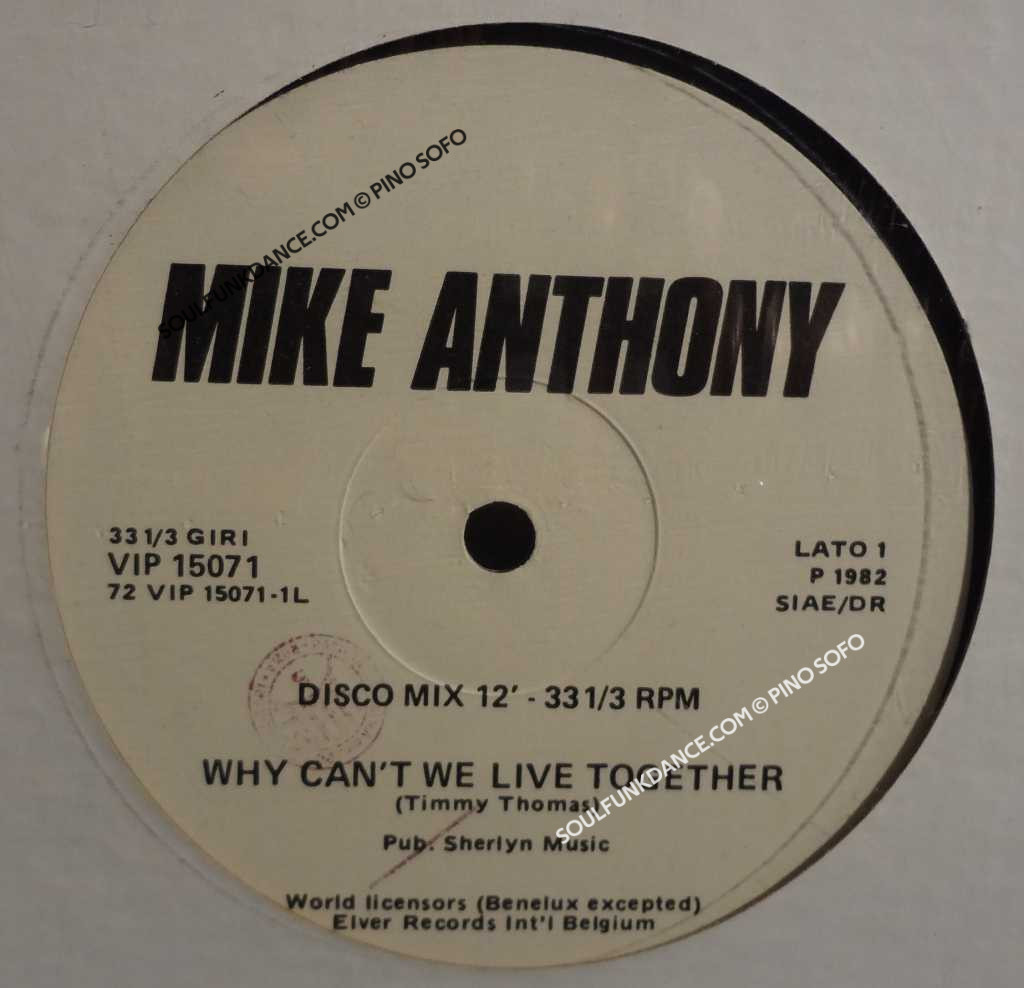 SOULFUNKDANCE.COM © PINO SOFO
MIKE ANTHONY
33 1/3 GIRI
VIP 15071
72 VIP 15071-1L
LATO 1
P 1982
SIAE/DR
DISCO MIX 12' - 33 1/3 RPM
WHY CAN'T WE LIVE TOGETHER
(Timmy Thomas)
Pub. Sherlyn Music
World licensors (Benelux excepted)
Elver Records Int'l Belgium
SOULFUNKDANCE.COM © PINO SOFO